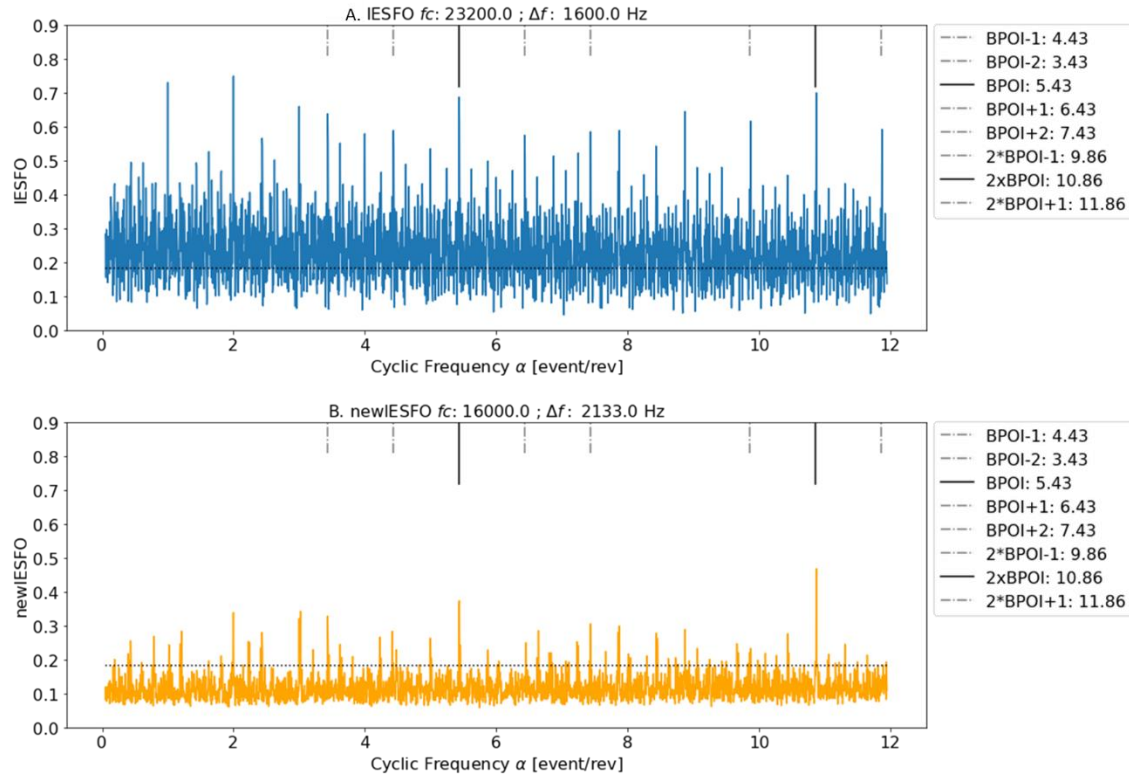 A. IESFO fc: 23200.0 ; Δf: 1600.0 Hz
0.9
0.8
0.7
0.6
0.5
0.4
0.3
0.2
0.1
0.0
IESFO
0 2 4 6 8 10 12
Cyclic Frequency α [event/rev]
BPOI-1: 4.43
BPOI-2: 3.43
BPOI: 5.43
BPOI+1: 6.43
BPOI+2: 7.43
2*BPOI-1: 9.86
2xBPOI: 10.86
2*BPOI+1: 11.86
B. newIESFO fc: 16000.0 ; Δf: 2133.0 Hz
0.9
0.8
0.7
0.6
0.5
0.4
0.3
0.2
0.1
0.0
newIESFO
0 2 4 6 8 10 12
Cyclic Frequency α [event/rev]
BPOI-1: 4.43
BPOI-2: 3.43
BPOI: 5.43
BPOI+1: 6.43
BPOI+2: 7.43
2*BPOI-1: 9.86
2xBPOI: 10.86
2*BPOI+1: 11.86